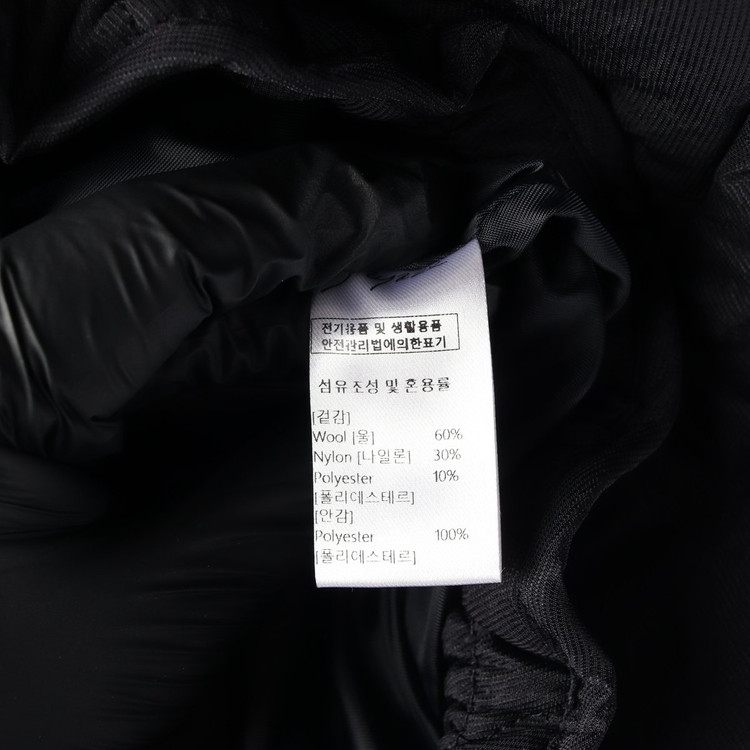 전기용품 및 생활용품
안전관리법에의한표기
섬유조성및혼용률
[겉감]
Wool [울] 60%
Nylon [나일론] 30%
Polyester 10%
[폴리에스테르]
[안감]
Polyester 100%
[폴리에스테르]